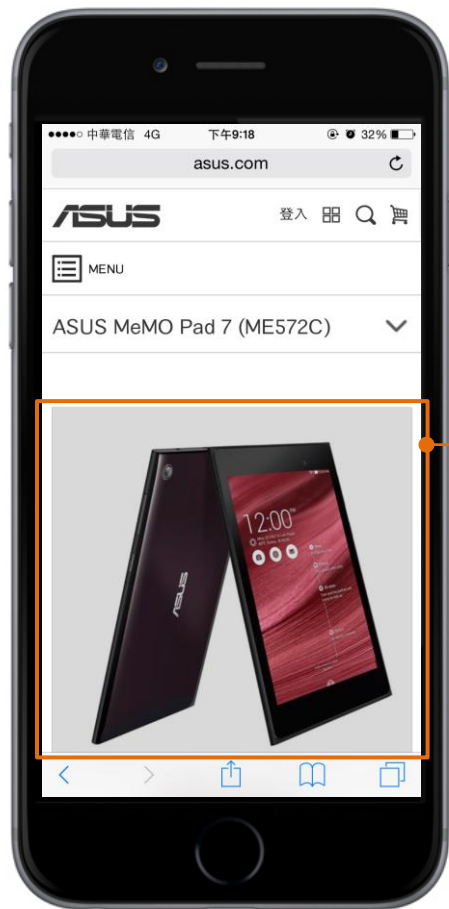 中華電信 4G 下午9:18 32%
asus.com
ASUS
登入
MENU
ASUS MeMO Pad 7 (ME572C)
12:00
ASUS